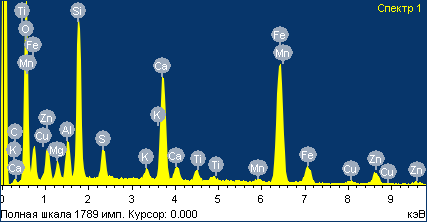 Спектр 1
Ti Si
O Fe
Fe Mn
Mn Ca
Zn K
C Cu Al S
K Mg K Ca Ti Ti Mn Fe Cu Zn Cu Zn
Ca
0 1 2 3 4 5 6 7 8 9
Полная шкала 1789 имп. Курсор: 0.000 кэВ